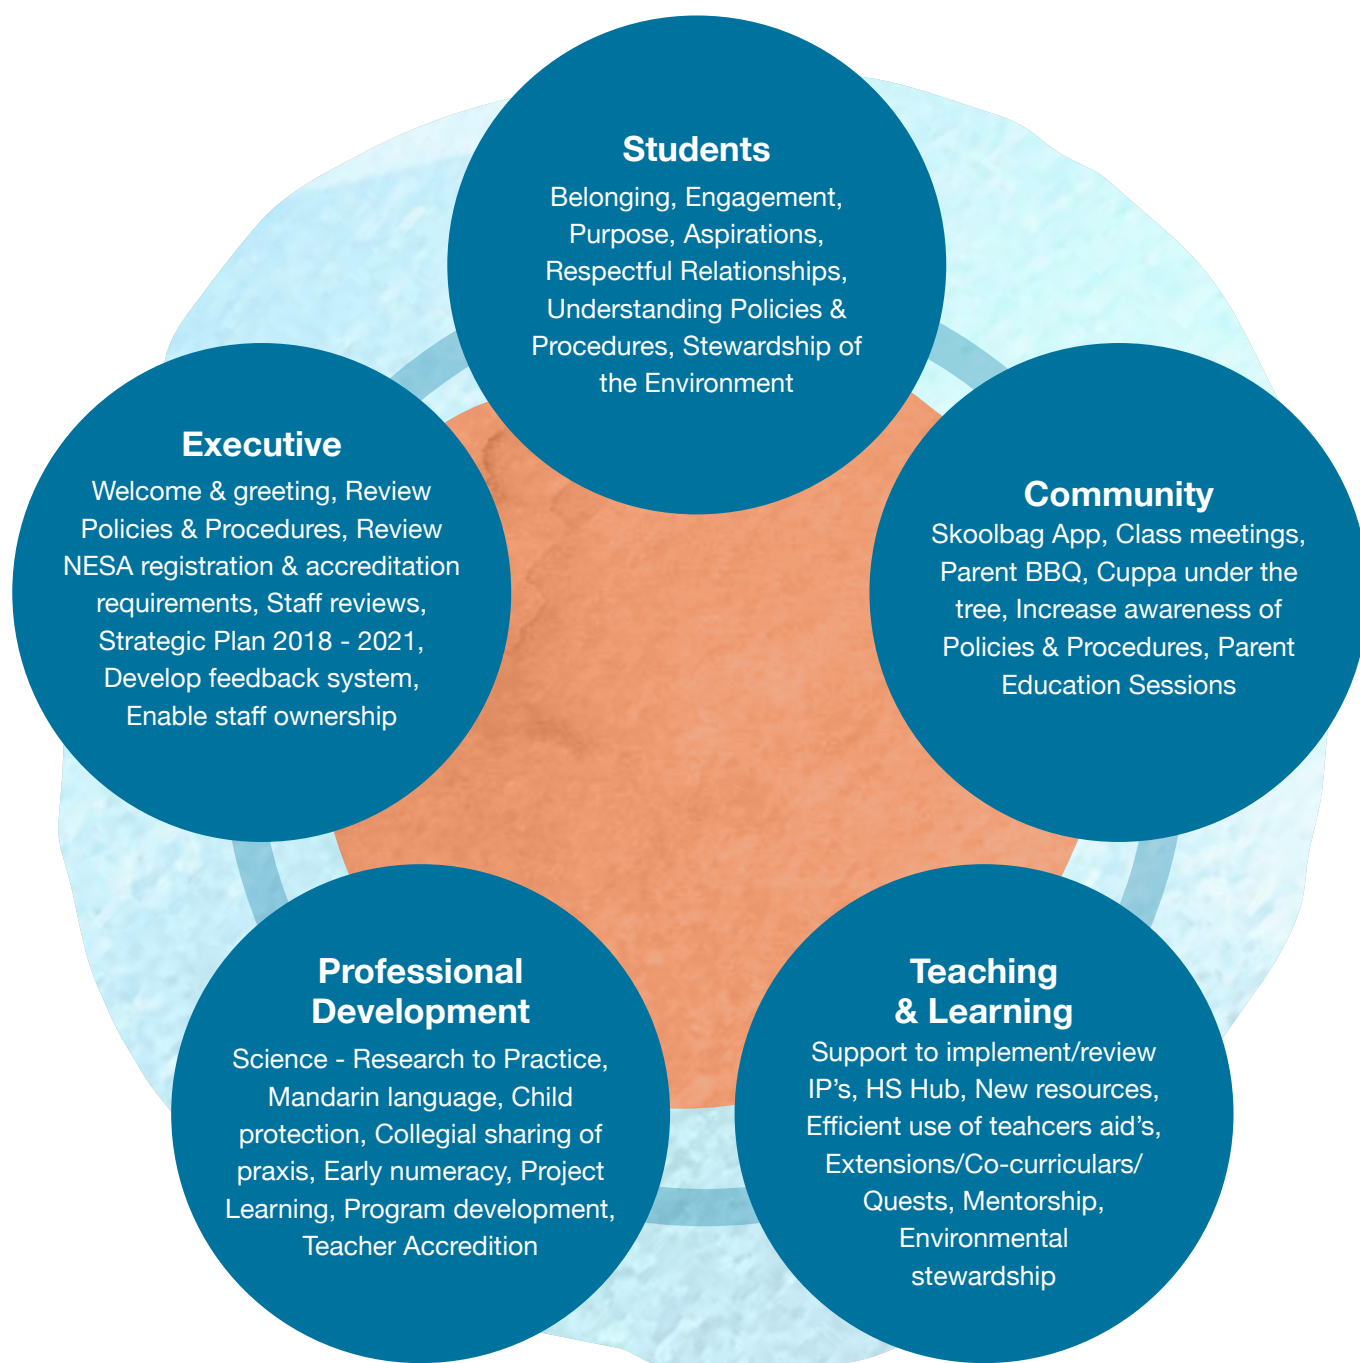 Students
Belonging, Engagement,
Purpose, Aspirations,
Respectful Relationships,
Understanding Policies &
Procedures, Stewardship of
the Environment
Executive
Welcome & greeting, Review
Policies & Procedures, Review
NESA registration & accreditation
requirements, Staff reviews,
Strategic Plan 2018 - 2021,
Develop feedback system,
Enable staff ownership
Community
Skoolbag App, Class meetings,
Parent BBQ, Cuppa under the
tree, Increase awareness of
Policies & Procedures, Parent
Education Sessions
Professional
Development
Science - Research to Practice,
Mandarin language, Child
protection, Collegial sharing of
praxis, Early numeracy, Project
Learning, Program development,
Teacher Accredition
Teaching
& Learning
Support to implement/review
IP’s, HS Hub, New resources,
Efficient use of teahcers aid’s,
Extensions/Co-curriculars/
Quests, Mentorship,
Environmental
stewardship